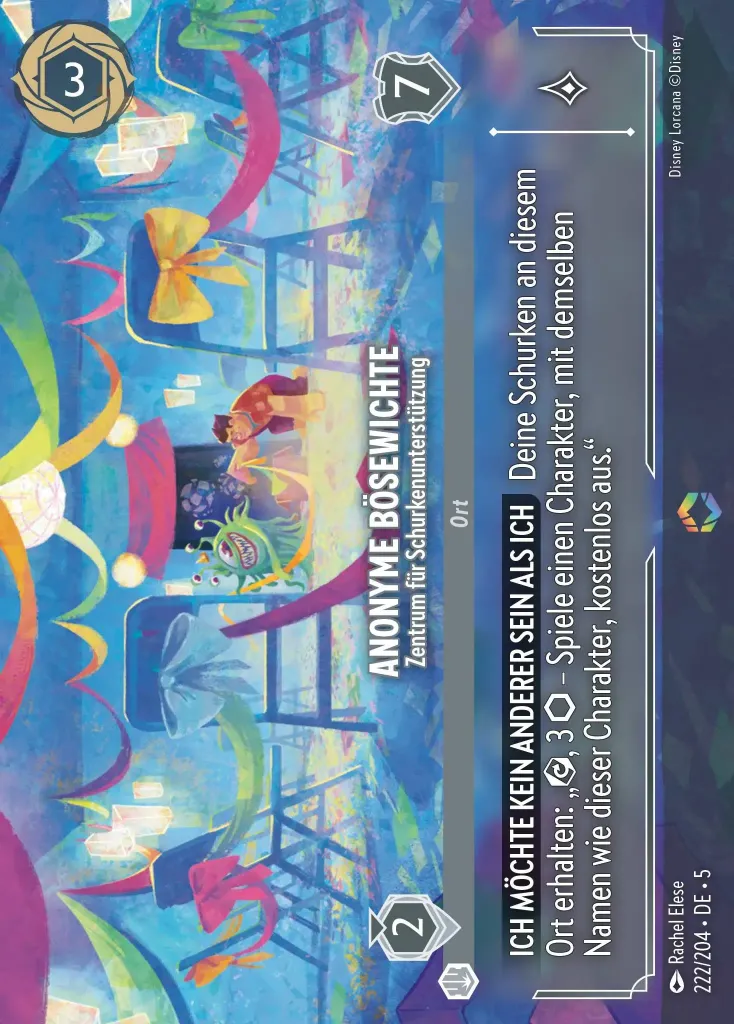 3
ANONYME BÖSEWICHTE
Zentrum für Schurkenunterstützung
2
7
Ort
ICH MÖCHTE KEIN ANDERER SEIN ALS ICH Deine Schurken an diesem
Ort erhalten: „, 3 – Spiele einen Charakter, mit demselben
Namen wie dieser Charakter, kostenlos aus.“
Rachel Elese
222/204 • DE • 5
Disney Lorcana ©Disney